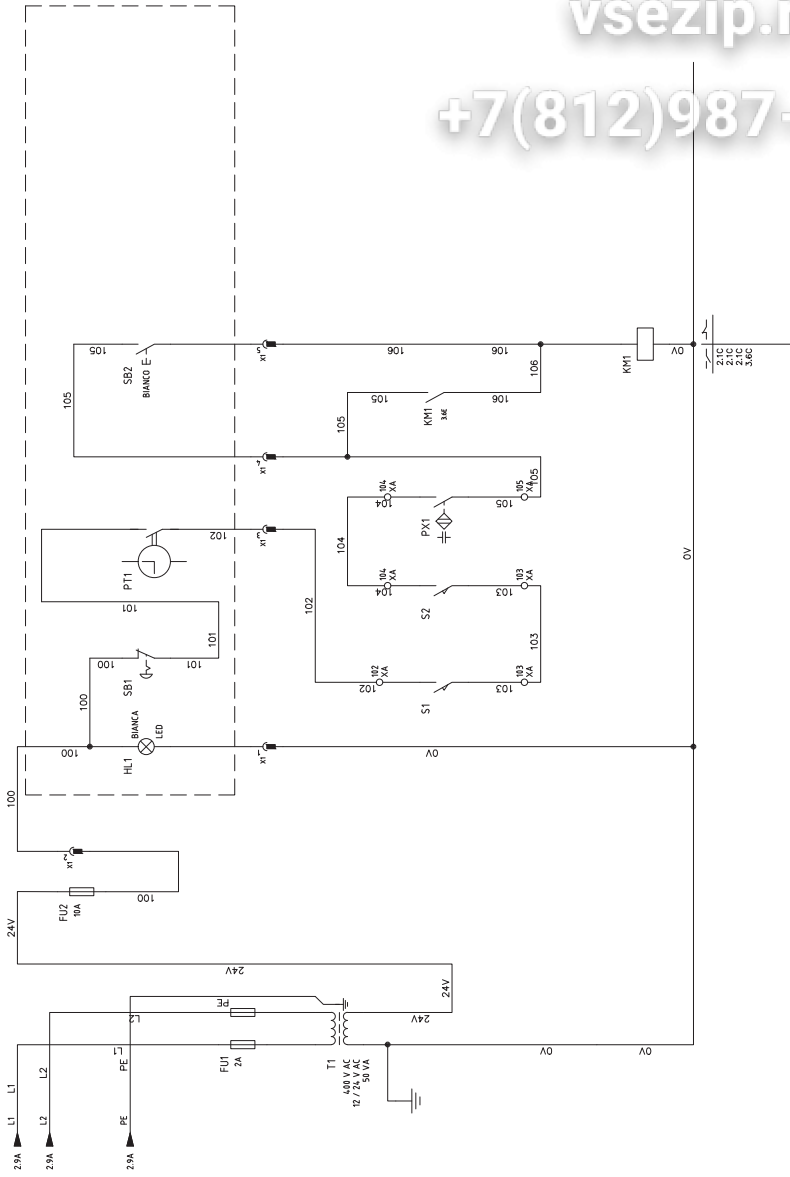 vsezip.r
+7(812)987-
105
SB2
BIANCO
105
X1
5
106
106
106
KM1
0V
2.1C
2.1C
2.1C
3.6C
105
105
KM1
3.6E
106
X1
4
105
104
XA
104
PX1
105
105
XA
104
PT1
102
X1
3
101
102
104
XA
104
S2
103
103
XA
0V
100
SB1
101
101
100
102
XA
102
S1
103
103
XA
103
100
HL1
BIANCA
LED
X1
1
0V
100
X1
2
FU2
10A
100
24V
24V
24V
24V
PE
L2
L1
FU1
2A
T1
400 V AC
12 / 24 V AC
50 VA
0V
0V
L1
L2
PE
L1
L2
PE
2.9A
2.9A
2.9A